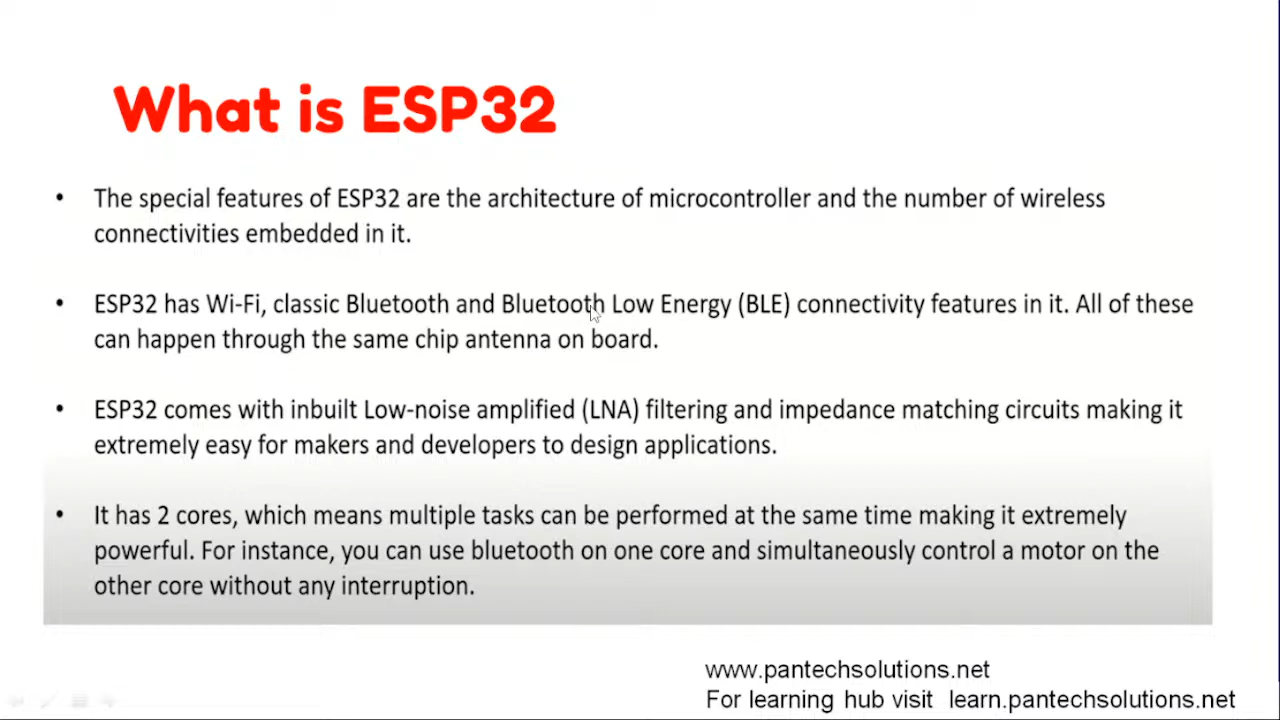 What is ESP32
• The special features of ESP32 are the architecture of microcontroller and the number of wireless
connectivities embedded in it.
• ESP32 has Wi-Fi, classic Bluetooth and Bluetooth Low Energy (BLE) connectivity features in it. All of these
can happen through the same chip antenna on board.
• ESP32 comes with inbuilt Low-noise amplified (LNA) filtering and impedance matching circuits making it
extremely easy for makers and developers to design applications.
• It has 2 cores, which means multiple tasks can be performed at the same time making it extremely
powerful. For instance, you can use bluetooth on one core and simultaneously control a motor on the
other core without any interruption.
www.pantechsolutions.net
For learning hub visit learn.pantechsolutions.net